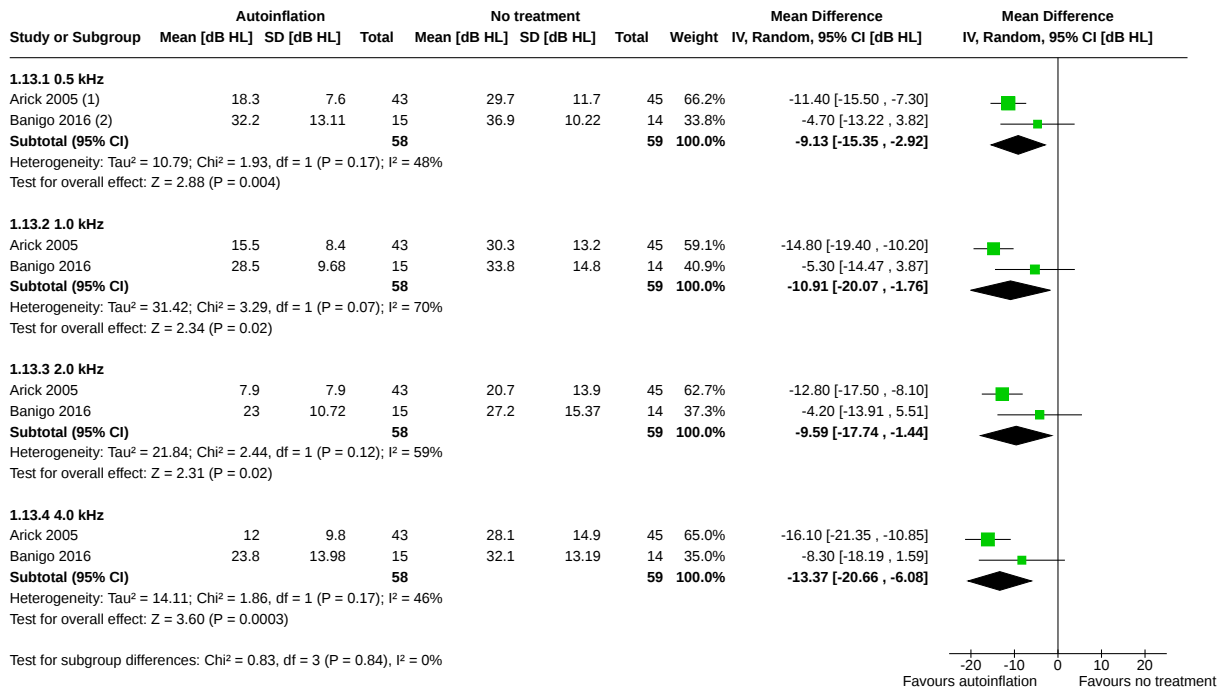 Autoinflation No treatment Mean Difference Mean Difference
Study or Subgroup Mean [dB HL] SD [dB HL] Total Mean [dB HL] SD [dB HL] Total Weight IV, Random, 95% CI [dB HL] IV, Random, 95% CI [dB HL]
1.13.1 0.5 kHz
Arick 2005 (1) 18.3 7.6 43 29.7 11.7 45 66.2% -11.40 [-15.50 , -7.30]
Banigo 2016 (2) 32.2 13.11 15 36.9 10.22 14 33.8% -4.70 [-13.22 , 3.82]
Subtotal (95% CI) 58 59 100.0% -9.13 [-15.35 , -2.92]
Heterogeneity: Tau² = 10.79; Chi² = 1.93, df = 1 (P = 0.17); I² = 48%
Test for overall effect: Z = 2.88 (P = 0.004)
1.13.2 1.0 kHz
Arick 2005 15.5 8.4 43 30.3 13.2 45 59.1% -14.80 [-19.40 , -10.20]
Banigo 2016 28.5 9.68 15 33.8 14.8 14 40.9% -5.30 [-14.47 , 3.87]
Subtotal (95% CI) 58 59 100.0% -10.91 [-20.07 , -1.76]
Heterogeneity: Tau² = 31.42; Chi² = 3.29, df = 1 (P = 0.07); I² = 70%
Test for overall effect: Z = 2.34 (P = 0.02)
1.13.3 2.0 kHz
Arick 2005 7.9 7.9 43 20.7 13.9 45 62.7% -12.80 [-17.50 , -8.10]
Banigo 2016 23 10.72 15 27.2 15.37 14 37.3% -4.20 [-13.91 , 5.51]
Subtotal (95% CI) 58 59 100.0% -9.59 [-17.74 , -1.44]
Heterogeneity: Tau² = 21.84; Chi² = 2.44, df = 1 (P = 0.12); I² = 59%
Test for overall effect: Z = 2.31 (P = 0.02)
1.13.4 4.0 kHz
Arick 2005 12 9.8 43 28.1 14.9 45 65.0% -16.10 [-21.35 , -10.85]
Banigo 2016 23.8 13.98 15 32.1 13.19 14 35.0% -8.30 [-18.19 , 1.59]
Subtotal (95% CI) 58 59 100.0% -13.37 [-20.66 , -6.08]
Heterogeneity: Tau² = 14.11; Chi² = 1.86, df = 1 (P = 0.17); I² = 46%
Test for overall effect: Z = 3.60 (P = 0.0003)
Test for subgroup differences: Chi² = 0.83, df = 3 (P = 0.84), I² = 0%
-20 -10 0 10 20
Favours autoinflation Favours no treatment